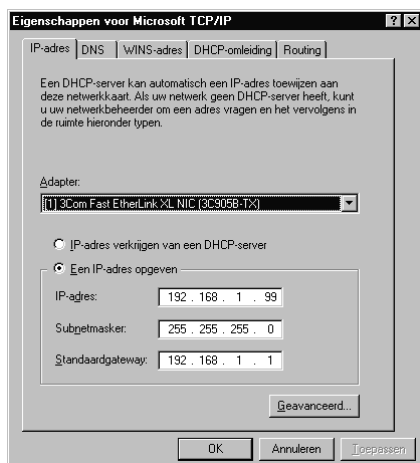 Eigenschappen voor Microsoft TCP/IP
IP-adres DNS WINS-adres DHCP-omleiding Routing
Een DHCP-server kan automatisch een IP-adres toewijzen aan
deze netwerkkaart. Als uw netwerk geen DHCP-server heeft, kunt
u uw netwerkbeheerder om een adres vragen en het vervolgens in
de ruimte hieronder typen.
Adapter:
[1] 3Com Fast EtherLink XL NIC (3C905B-TX)
IP-adres verkrijgen van een DHCP-server
Een IP-adres opgeven
IP-adres: 192 . 168 . 1 . 99
Subnetmasker: 255 . 255 . 255 . 0
Standaardgateway: 192 . 168 . 1 . 1
Geavanceerd...
OK Annuleren Toepassen